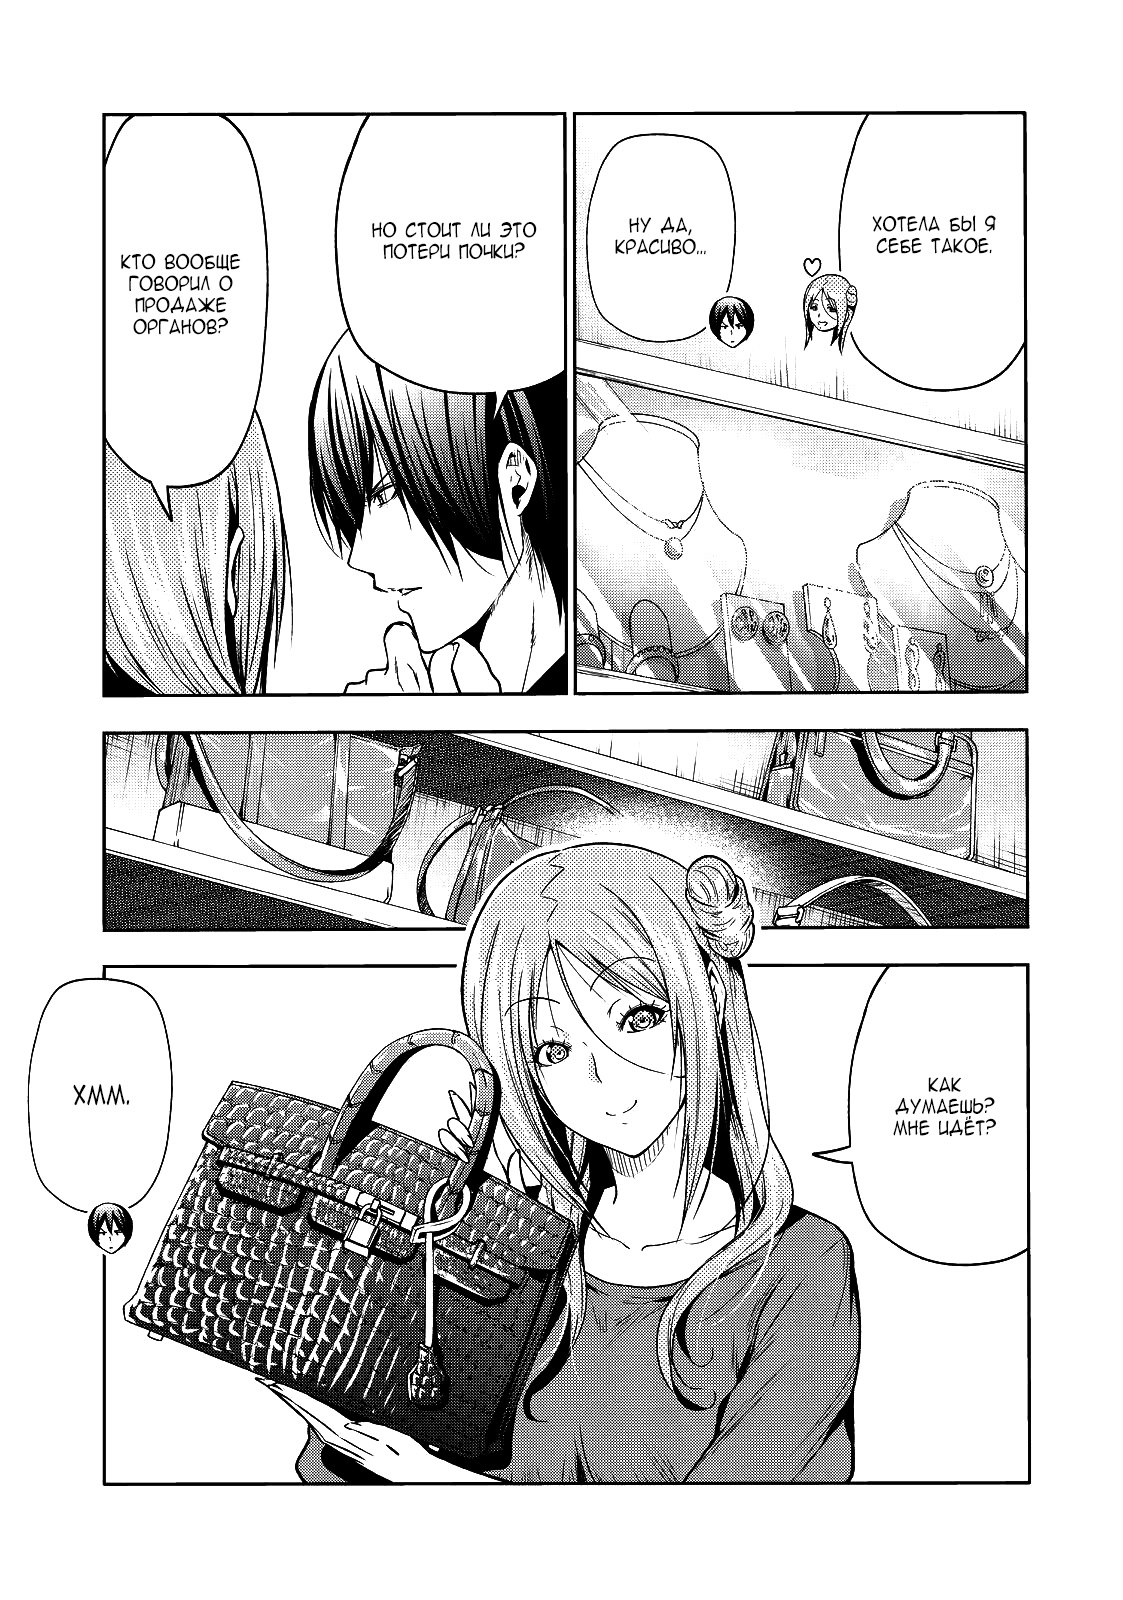 ХОТЕЛА БЫ Я
СЕБЕ ТАКОЕ.
НУ ДА,
КРАСИВО...
НО СТОИТ ЛИ ЭТО
ПОТЕРИ ПОЧКИ?
КТО ВООБЩЕ
ГОВОРИЛ О
ПРОДАЖЕ
ОРГАНОВ?
КАК
ДУМАЕШЬ?
МНЕ ИДЁТ?
ХММ.